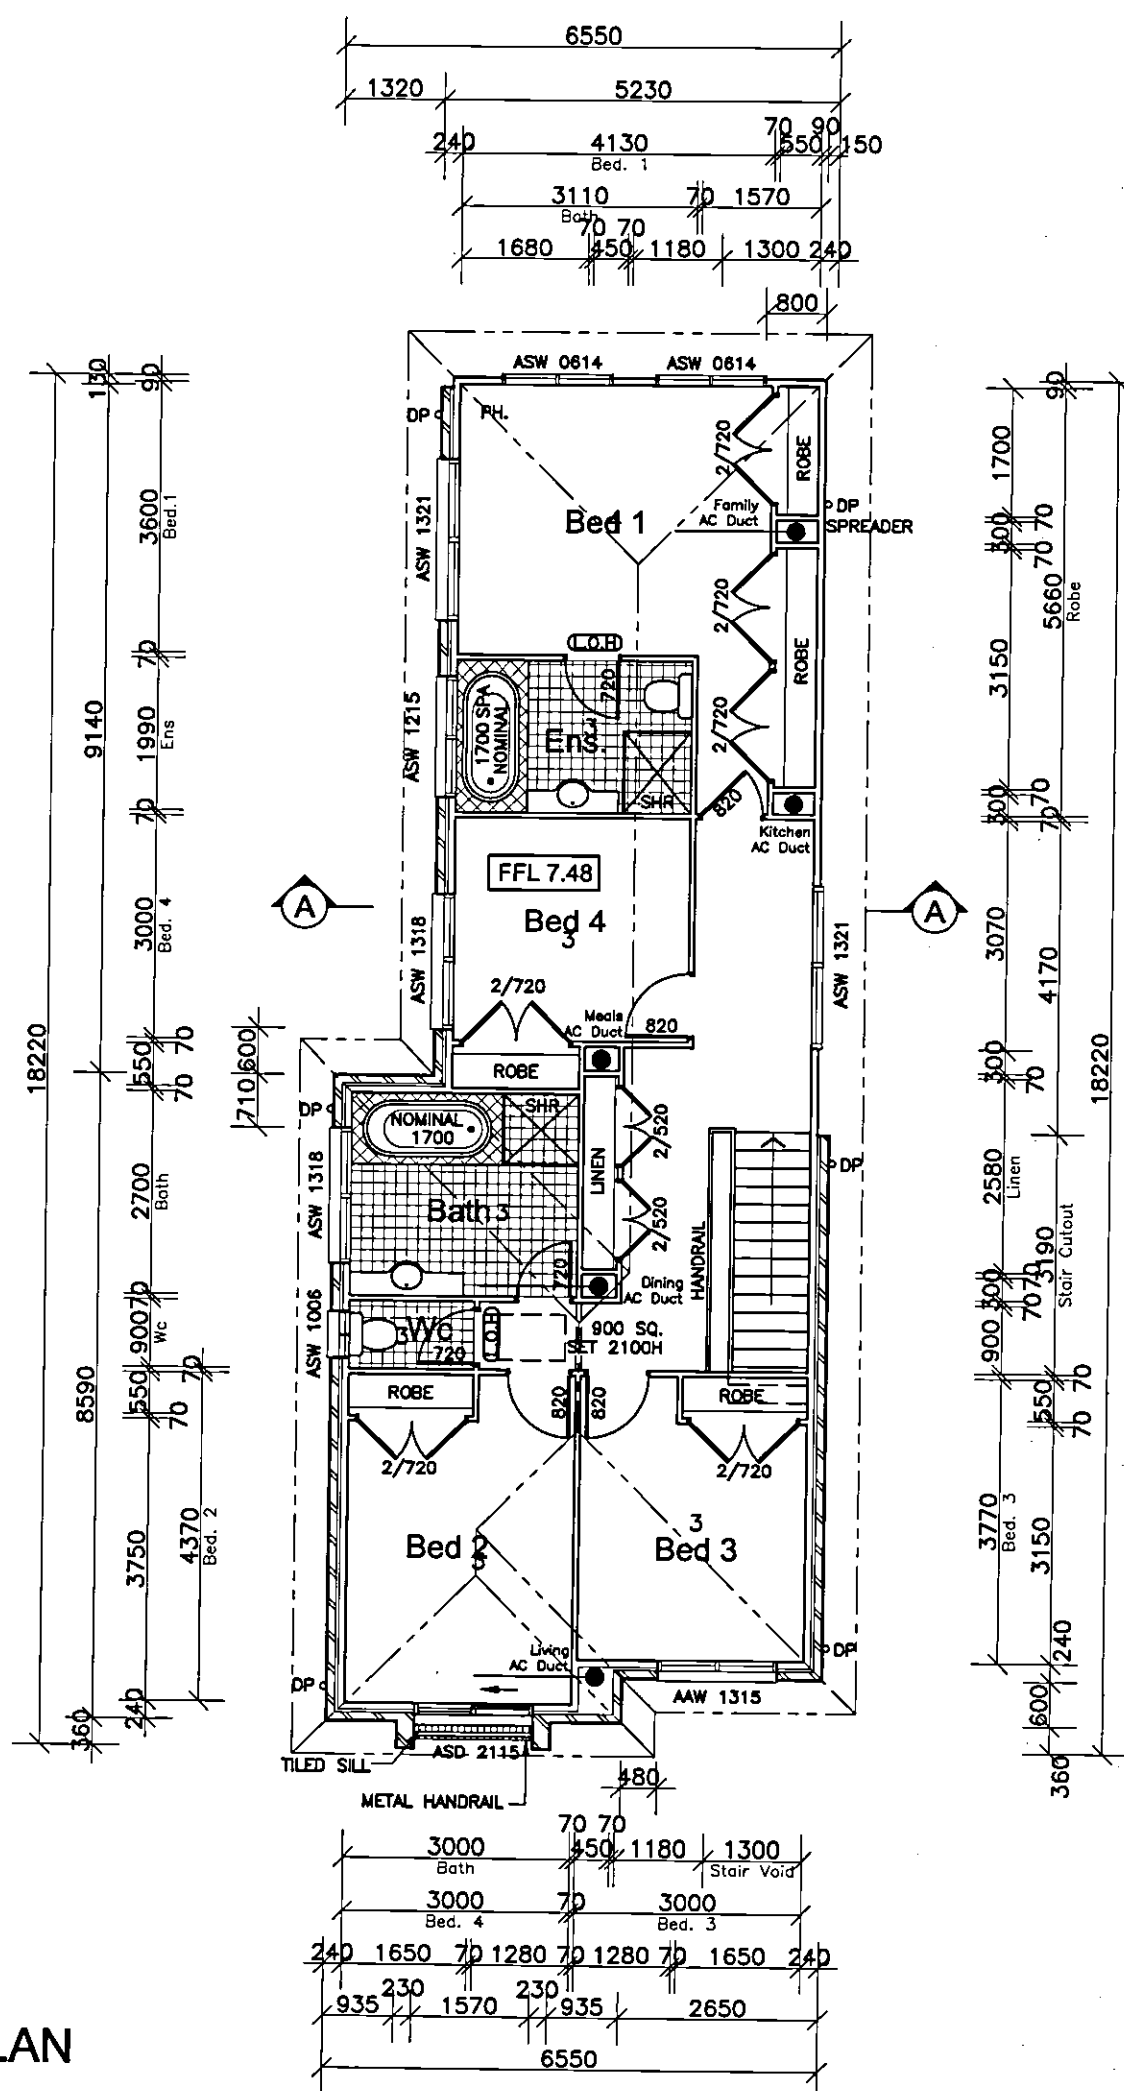 6550
1320 5230
240 4130 70 550 90 150
Bed. 1
3110 70 1570
Bath
1680 70 450 70 1180 1300 240
800
ASW 0614 ASW 0614
DP
PH.
2/720
ROBE
Bed 1
Family
AC Duct
DP
SPREADER
ASW 1321
2/720
ROBE
L.O.H
720
1700 SPA
NOMINAL
Ens.
SHR
2/720
820
ASW 1215
Kitchen
AC Duct
FFL 7.48
Bed 4
3
A
A
ASW 1318
ASW 1321
2/720
Meals
AC Duct
820
ROBE
DP
NOMINAL
1700
SHR
LINEN
2/520
2/520
DP
ASW 1318
Bath 3
720
HANDRAIL
Dining
AC Duct
ASW 1006
3
Wc
720
L.O.H
900 SQ.
SET 2100H
ROBE
820
820
ROBE
2/720
2/720
Bed 2
3
3
Bed 3
Living
AC Duct
DP
DP
AAW 1315
TILED SILL
ASD 2115
METAL HANDRAIL
480
18220
130
9140
8590
360
90
3600
Bed.1
70
1990
Ens
70
3000
Bed. 4
70
550
70
2700
Bath
70
900
Wc
70
550
70
3750
240
4370
Bed. 2
600
710
1700
300
70
70
3150
300
70
3070
300
70
2580
Linen
300
70
70
900
3770
Bed. 3
90
5660
Robe
70
4170
3190
Stair Cutout
70
550
70
3150
240
600
360
18220
3000 70 450 70 1180 1300
Bath Stair Void
3000 70 3000
Bed. 4 Bed. 3
240 1650 70 1280 70 1280 70 1650 240
935 230 1570 230 935 2650
6550
LAN